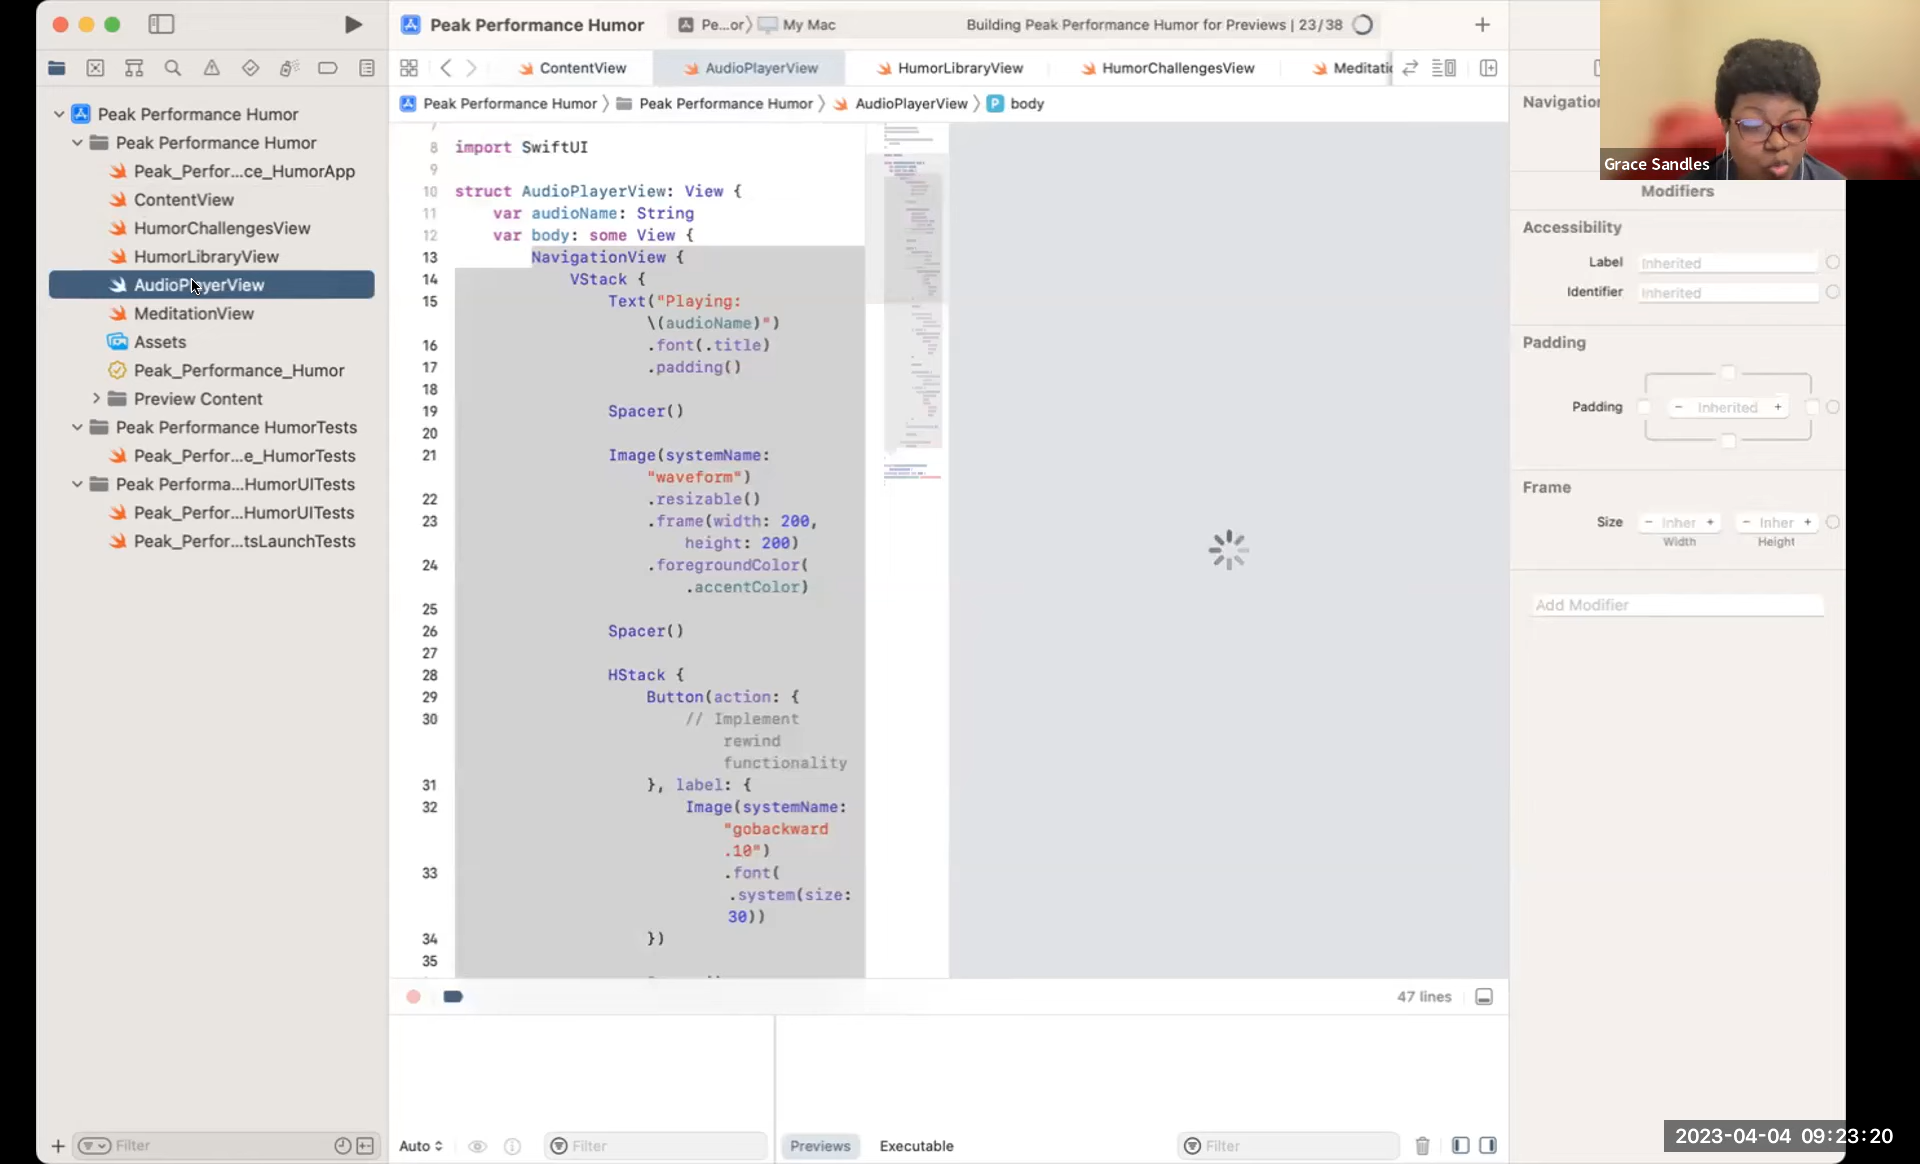 Peak Performance Humor
Pe...or
My Mac
Building Peak Performance Humor for Previews | 23/38
ContentView
AudioPlayerView
HumorLibraryView
HumorChallengesView
Meditati
Peak Performance Humor
Peak Performance Humor
AudioPlayerView
P body
Peak Performance Humor
Peak Performance Humor
Peak_Perfor...ce_HumorApp
ContentView
HumorChallengesView
HumorLibraryView
AudioPlayerView
MeditationView
Assets
Peak_Performance_Humor
Preview Content
Peak Performance HumorTests
Peak_Perfor...e_HumorTests
Peak Performa...HumorUITests
Peak_Perfor...HumorUITests
Peak_Perfor...tsLaunchTests
Filter
7
8 import SwiftUI
9
10 struct AudioPlayerView: View {
11 var audioName: String
12 var body: some View {
13 NavigationView {
14 VStack {
15 Text("Playing:
\(audioName)")
16 .font(.title)
17 .padding()
18
19 Spacer()
20
21 Image(systemName:
"waveform")
22 .resizable()
23 .frame(width: 200,
height: 200)
24 .foregroundColor(
.accentColor)
25
26 Spacer()
27
28 HStack {
29 Button(action: {
30 // Implement
rewind
functionality
31 }, label: {
32 Image(systemName:
"gobackward
.10")
33 .font(
.system(size:
30))
34 })
35
47 lines
Auto
Filter
Previews
Executable
Filter
Navigation
Grace Sandles
Modifiers
Accessibility
Label
Inherited
Identifier
Inherited
Padding
Padding
− Inherited +
Frame
Size
− Inher +
− Inher +
Width
Height
Add Modifier
2023-04-04 09:23:20